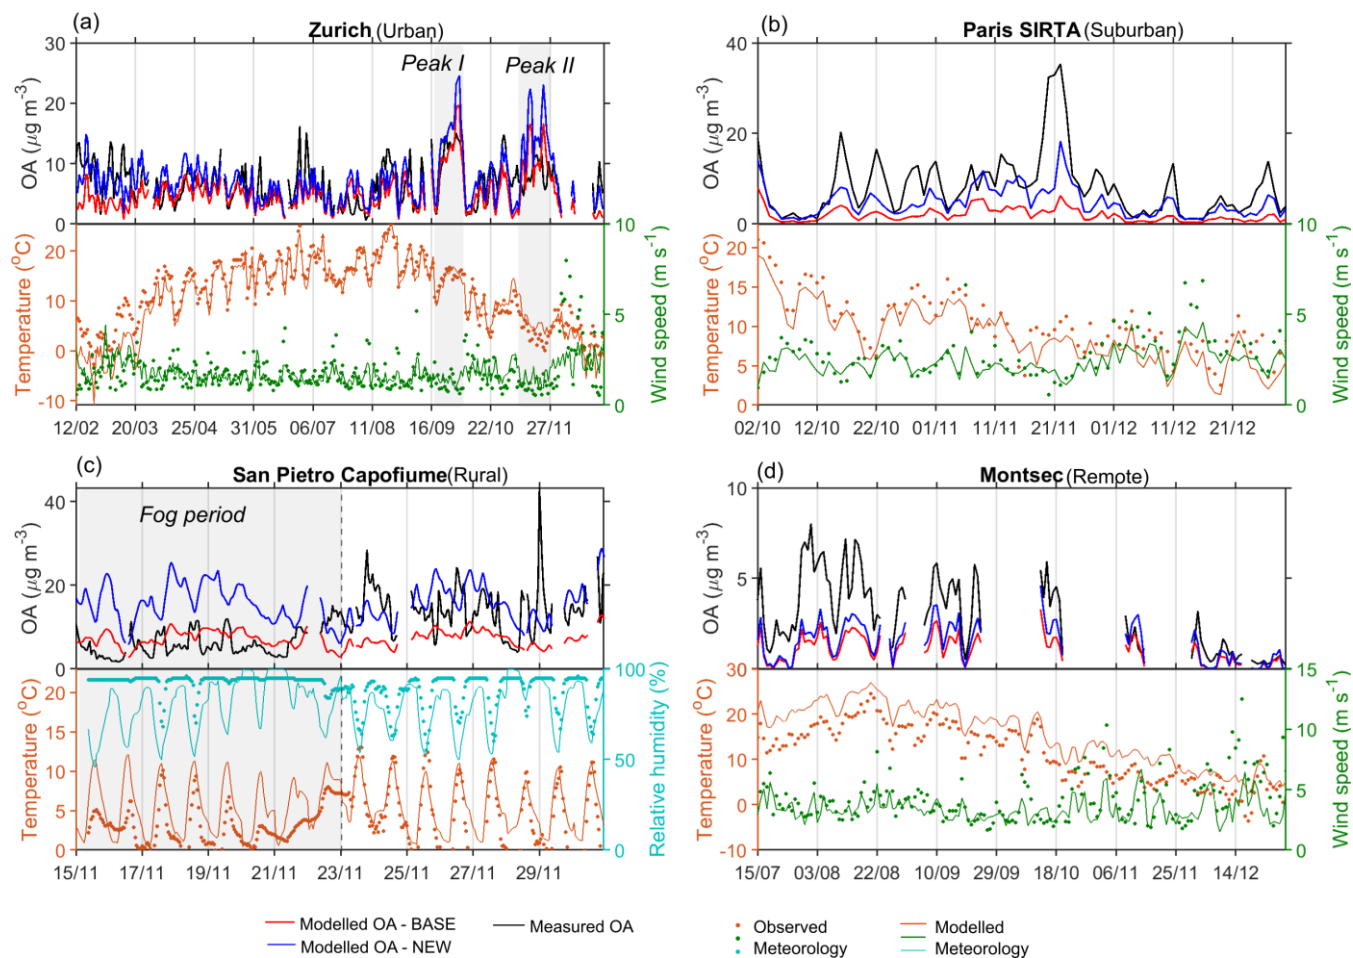 (a)
Zurich (Urban)
30
20
10
0
OA (µg m⁻³)
Peak I
Peak II
20
10
0
-10
Temperature (°C)
10
5
0
Wind speed (m s⁻¹)
12/02 20/03 25/04 31/05 06/07 11/08 16/09 22/10 27/11
(b)
Paris SIRTA (Suburban)
40
20
0
OA (µg m⁻³)
20
15
10
5
0
Temperature (°C)
10
5
0
Wind speed (m s⁻¹)
02/10 12/10 22/10 01/11 11/11 21/11 01/12 11/12 21/12
(c)
San Pietro Capofiume(Rural)
40
20
0
OA (µg m⁻³)
Fog period
20
15
10
5
0
Temperature (°C)
100
50
0
Relative humidity (%)
15/11 17/11 19/11 21/11 23/11 25/11 27/11 29/11
(d)
Montsec(Remote)
10
5
30
20
10
0
-10
OA (µg m⁻³)
Temperature (°C)
15
10
5
0
Wind speed (m s⁻¹)
15/07 03/08 22/08 10/09 29/09 18/10 06/11 25/11 14/12
Modelled OA - BASE
Measured OA
Modelled OA - NEW
Observed
Meteorology
Modelled
Meteorology